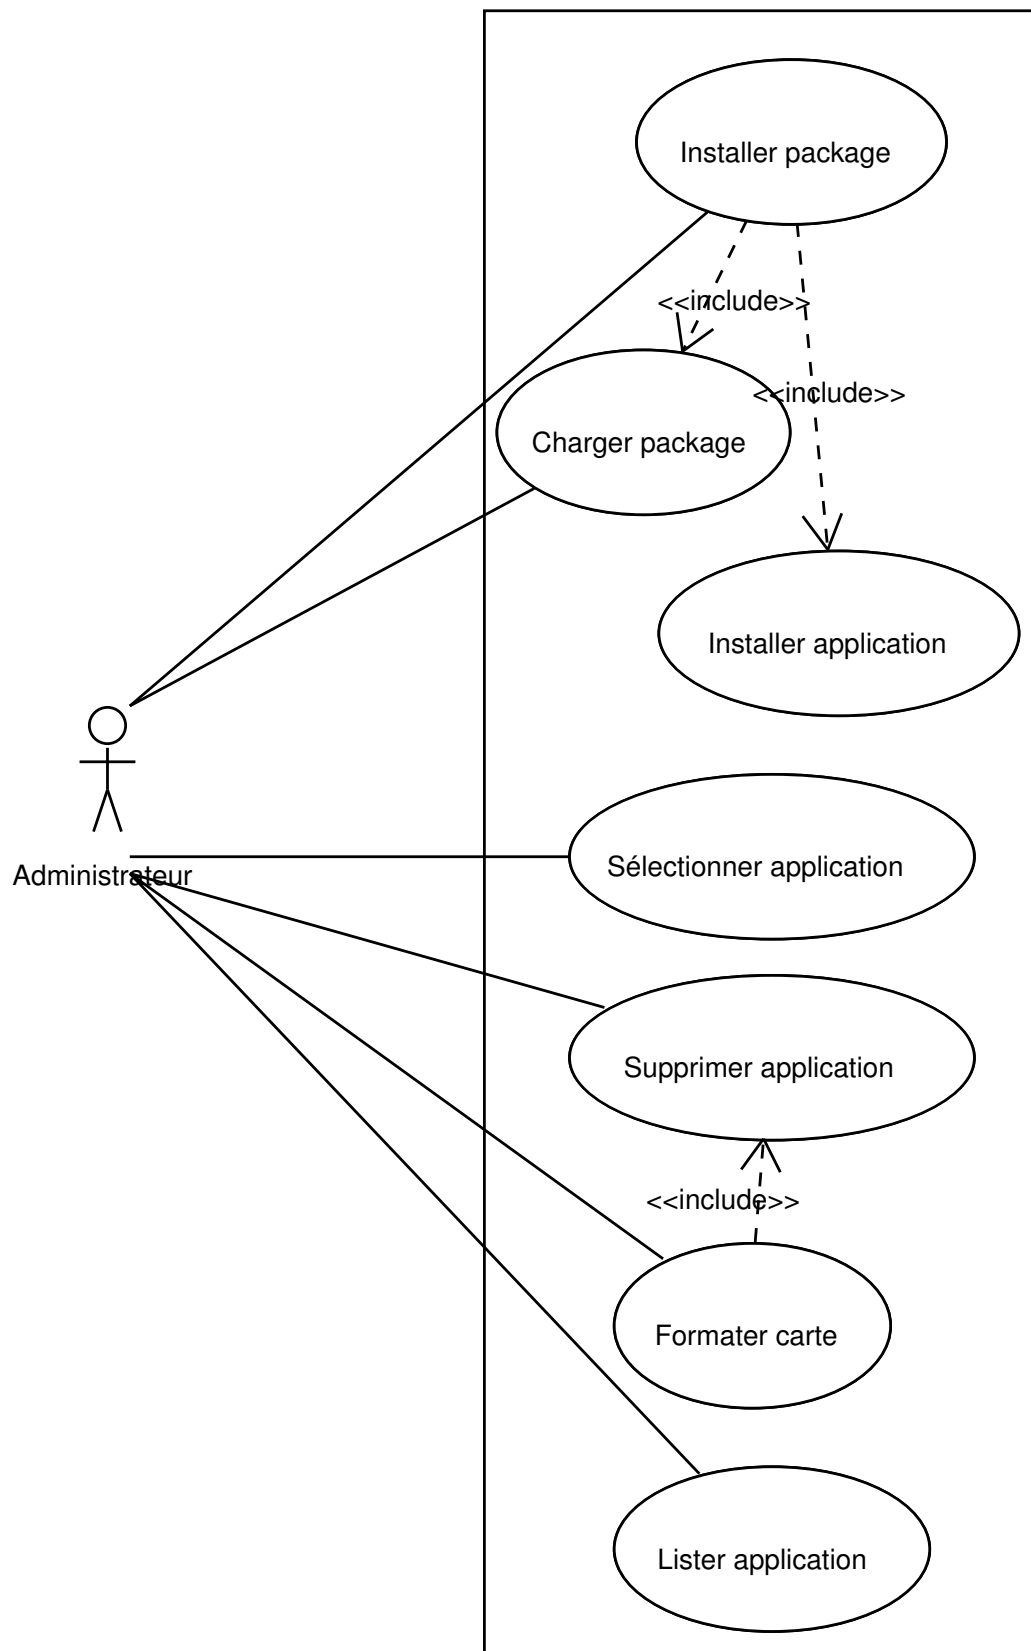 Installer package
<<include>>
<<include>>
Charger package
Installer application
Sélectionner application
Administrateur
Supprimer application
<<include>>
Formater carte
Lister application